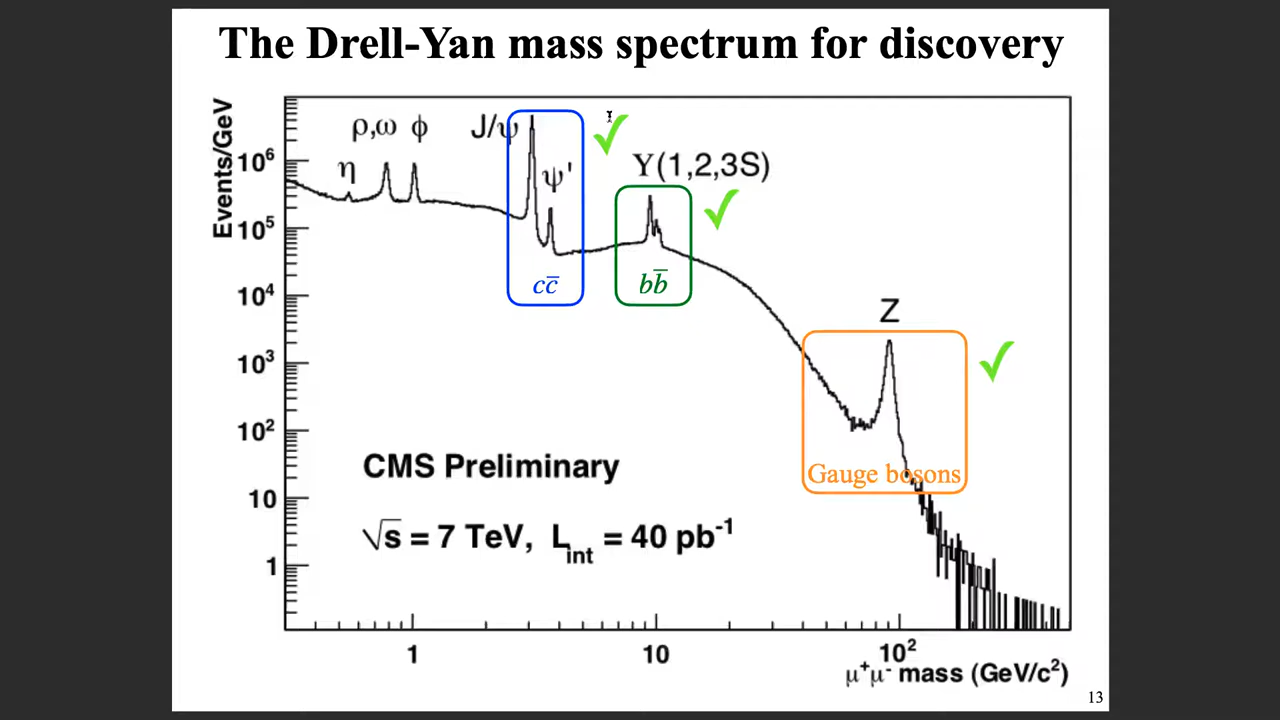 The Drell-Yan mass spectrum for discovery
Events/GeV
10⁶
10⁵
10⁴
10³
10²
10
1
η
ρ,ω
ϕ
J/ψ
ψ'
Υ(1,2,3S)
Z
cc̄
bb̄
Gauge bosons
CMS Preliminary
√s = 7 TeV, L_int = 40 pb⁻¹
1
10
10²
μ⁺μ⁻ mass (GeV/c²)
13